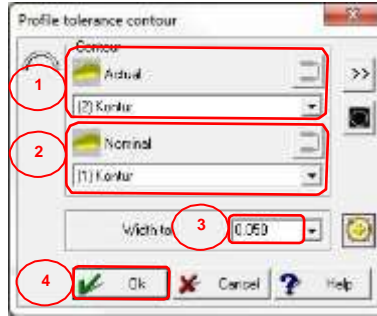 Profile tolerance contour
Contour
1
Actual
>>
(2) Kontur
2
Nominal
(1) Kontur
Width to
3
0.050
4
Ok
Cancel
?
Help